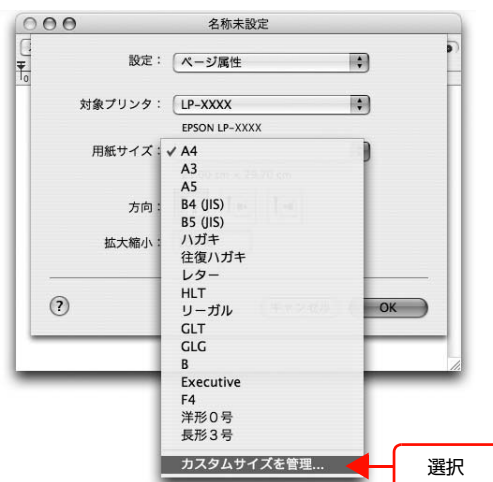 名称未設定
設定：
ページ属性
対象プリンタ：
LP-XXXX
EPSON LP-XXXX
用紙サイズ：
✓ A4
A3
A5
B4 (JIS)
B5 (JIS)
ハガキ
往復ハガキ
レター
HLT
リーガル
GLT
GLG
B
Executive
F4
洋形０号
長形３号
カスタムサイズを管理...
方向：
拡大縮小：
?
キャンセル
OK
選択